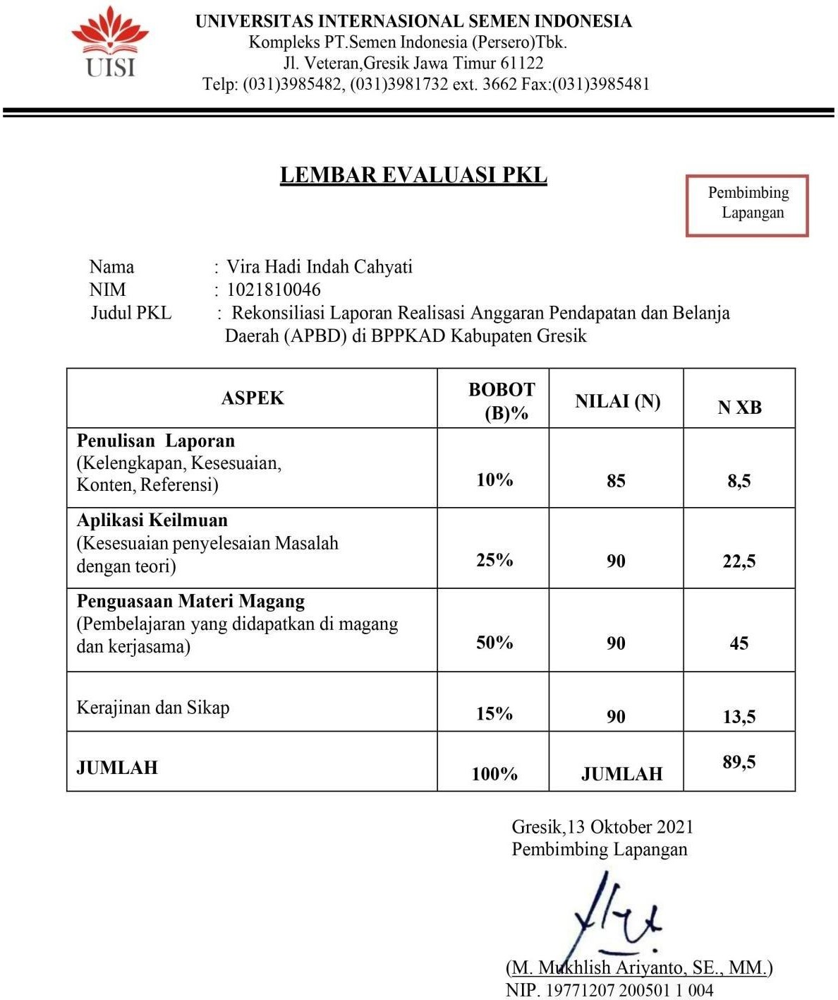 UISI
UNIVERSITAS INTERNASIONAL SEMEN INDONESIA
Kompleks PT.Semen Indonesia (Persero)Tbk.
Jl. Veteran,Gresik Jawa Timur 61122
Telp: (031)3985482, (031)3981732 ext. 3662 Fax:(031)3985481
LEMBAR EVALUASI PKL
Pembimbing
Lapangan
Nama : Vira Hadi Indah Cahyati
NIM : 1021810046
Judul PKL : Rekonsiliasi Laporan Realisasi Anggaran Pendapatan dan Belanja
Daerah (APBD) di BPPKAD Kabupaten Gresik
ASPEK BOBOT (B)% NILAI (N) N XB
Penulisan Laporan
(Kelengkapan, Kesesuaian,
Konten, Referensi) 10% 85 8,5
Aplikasi Keilmuan
(Kesesuaian penyelesaian Masalah
dengan teori) 25% 90 22,5
Penguasaan Materi Magang
(Pembelajaran yang didapatkan di magang
dan kerjasama) 50% 90 45
Kerajinan dan Sikap 15% 90 13,5
JUMLAH 100% JUMLAH 89,5
Gresik,13 Oktober 2021
Pembimbing Lapangan
(M. Mukhlish Ariyanto, SE., MM.)
NIP. 19771207 200501 1 004